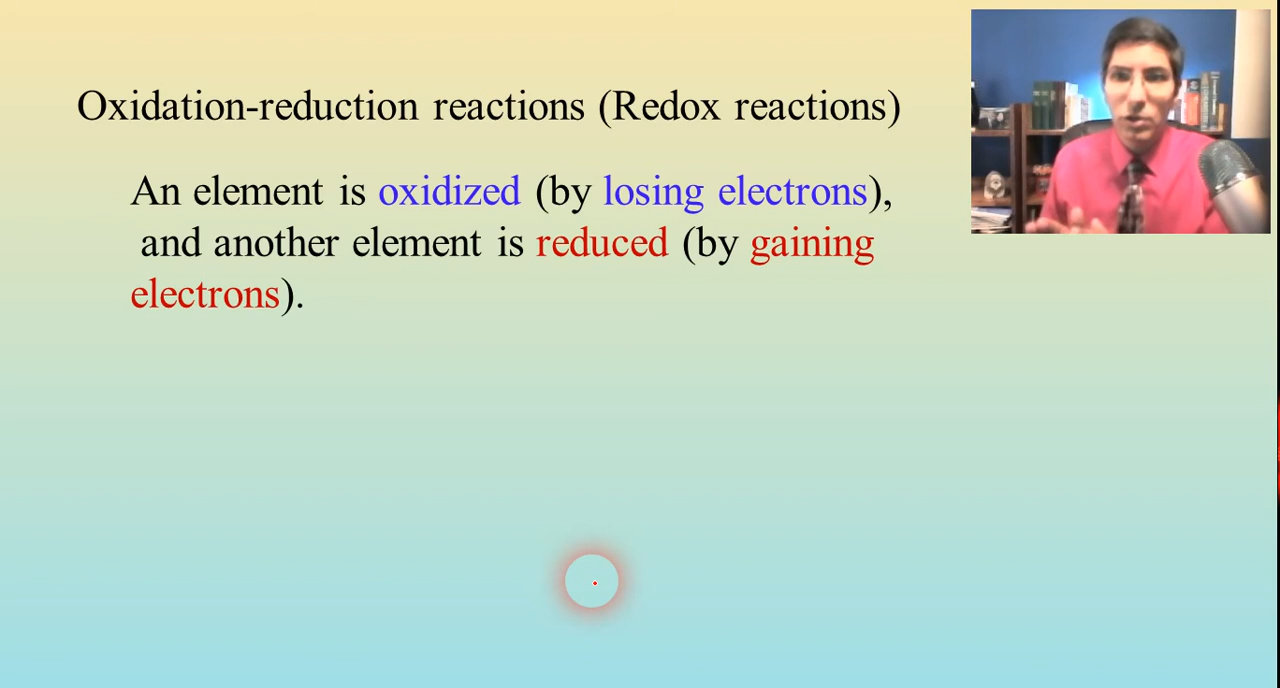 Oxidation-reduction reactions (Redox reactions)
An element is oxidized (by losing electrons),
and another element is reduced (by gaining
electrons).